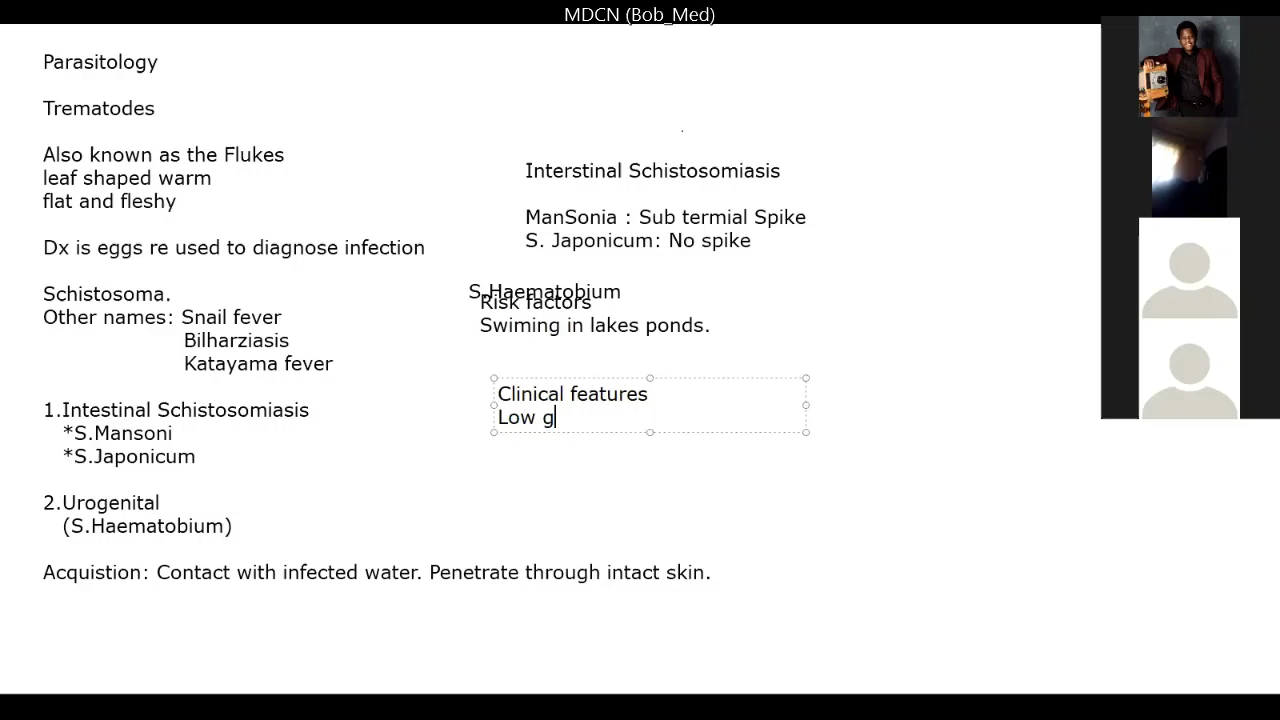 MDCN (Bob_Med)
Parasitology
Trematodes
Also known as the Flukes
leaf shaped warm
flat and fleshy
Dx is eggs re used to diagnose infection
Schistosoma.
Other names: Snail fever
Bilharziasis
Katayama fever
1.Intestinal Schistosomiasis
*S.Mansoni
*S.Japonicum
2.Urogenital
(S.Haematobium)
Acquistion: Contact with infected water. Penetrate through intact skin.
Interstinal Schistosomiasis
ManSonia : Sub termial Spike
S. Japonicum: No spike
S.Haematobium
Risk factors
Swiming in lakes ponds.
Clinical features
Low g